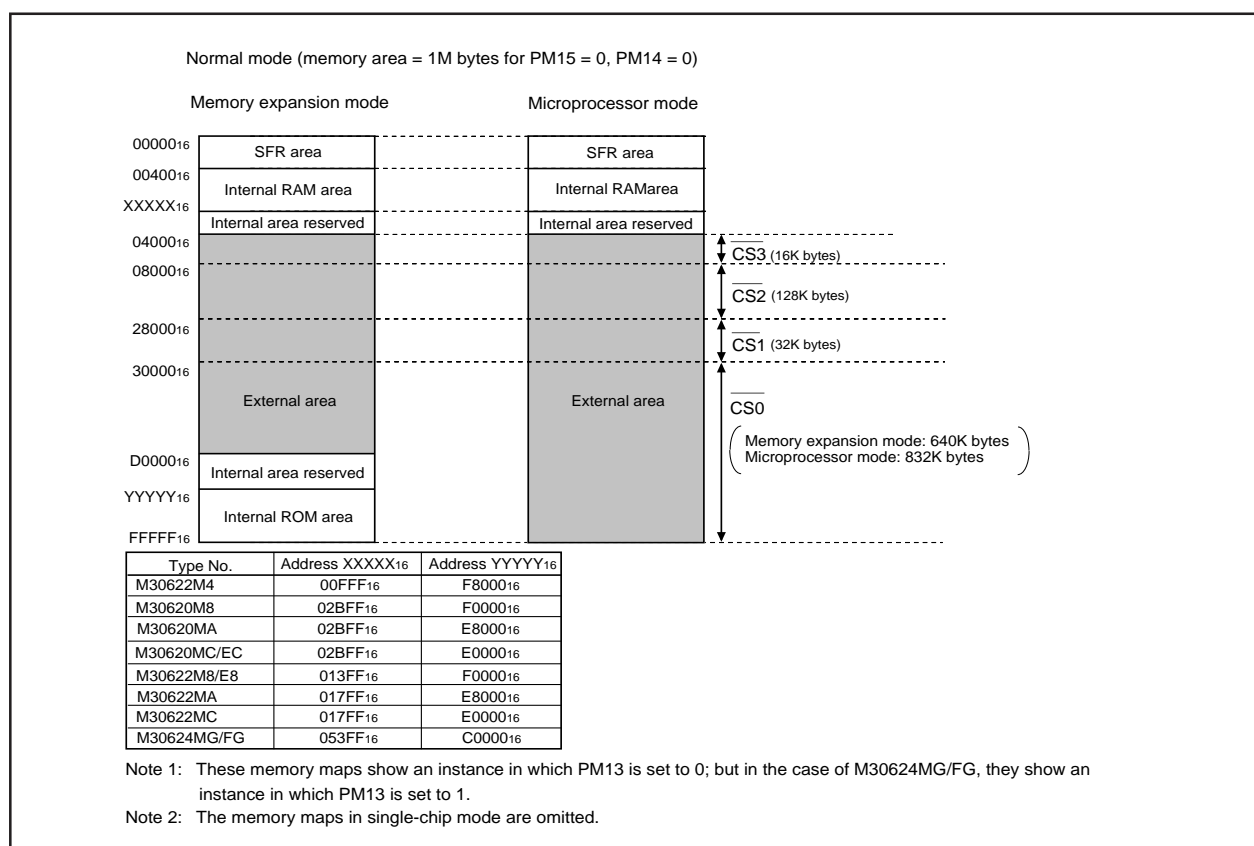 Normal mode (memory area = 1M bytes for PM15 = 0, PM14 = 0)
Memory expansion mode
Microprocessor mode
0000016
SFR area
SFR area
0040016
Internal RAM area
Internal RAMarea
XXXXX16
Internal area reserved
Internal area reserved
0400016
CS3 (16K bytes)
0800016
CS2 (128K bytes)
2800016
CS1 (32K bytes)
3000016
External area
External area
CS0
Memory expansion mode: 640K bytes
Microprocessor mode: 832K bytes
D000016
Internal area reserved
YYYYY16
Internal ROM area
FFFFF16
Type No. Address XXXXX16 Address YYYYY16
M30622M4 00FFF16 F800016
M30620M8 02BFF16 F000016
M30620MA 02BFF16 E800016
M30620MC/EC 02BFF16 E000016
M30622M8/E8 013FF16 F000016
M30622MA 017FF16 E800016
M30622MC 017FF16 E000016
M30624MG/FG 053FF16 C000016
Note 1: These memory maps show an instance in which PM13 is set to 0; but in the case of M30624MG/FG, they show an
instance in which PM13 is set to 1.
Note 2: The memory maps in single-chip mode are omitted.